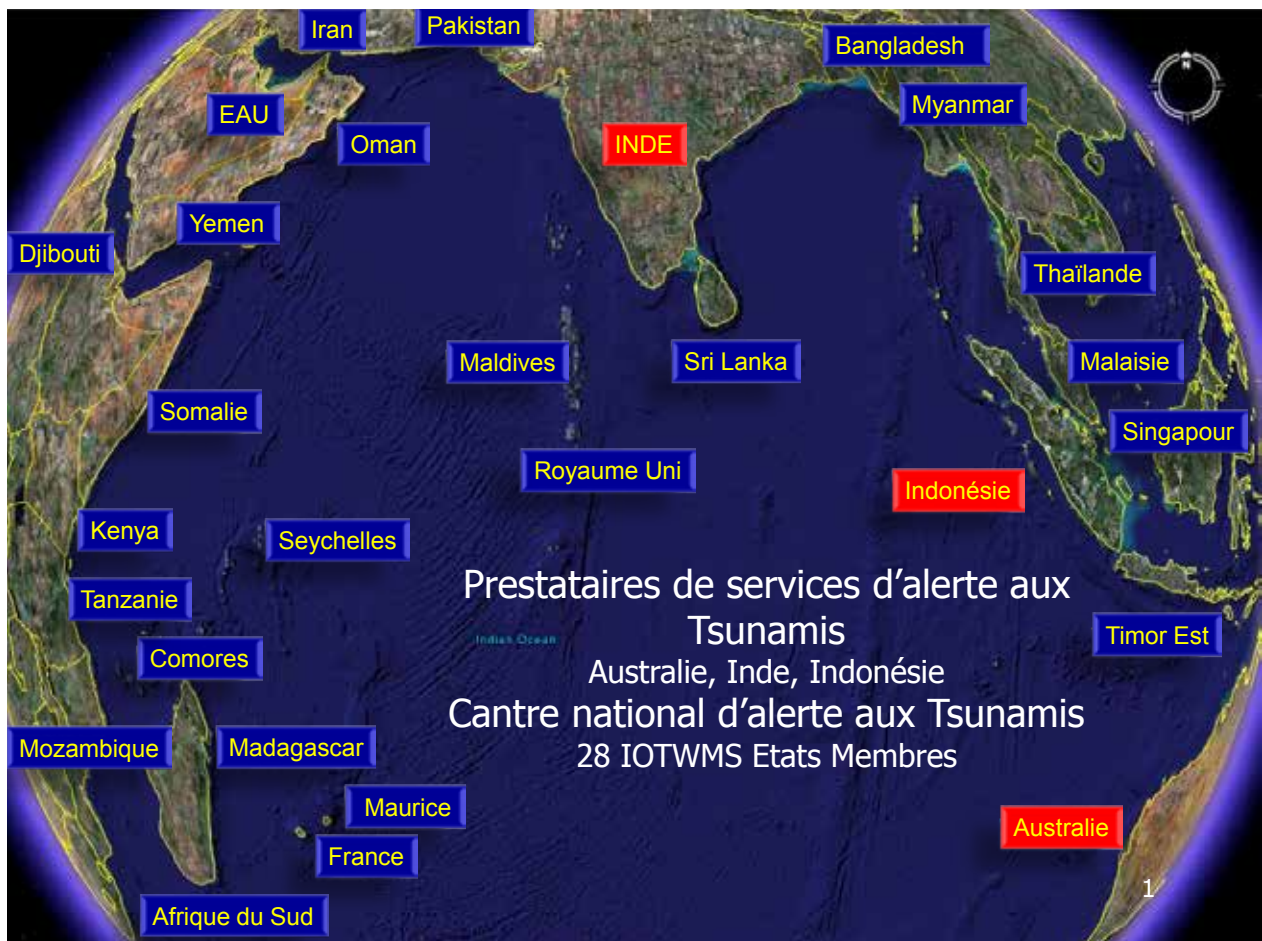 Iran
Pakistan
Bangladesh
N
EAU
Myanmar
Oman
INDE
Yemen
Djibouti
Thaïlande
Maldives
Sri Lanka
Malaisie
Somalie
Singapour
Royaume Uni
Indonésie
Kenya
Seychelles
Prestataires de services d'alerte aux
Tsunamis
Tanzanie
Indian Ocean
Timor Est
Comores
Australie, Inde, Indonésie
Cantre national d'alerte aux Tsunamis
Mozambique
Madagascar
28 IOTWMS Etats Membres
Maurice
Australie
France
1
Afrique du Sud